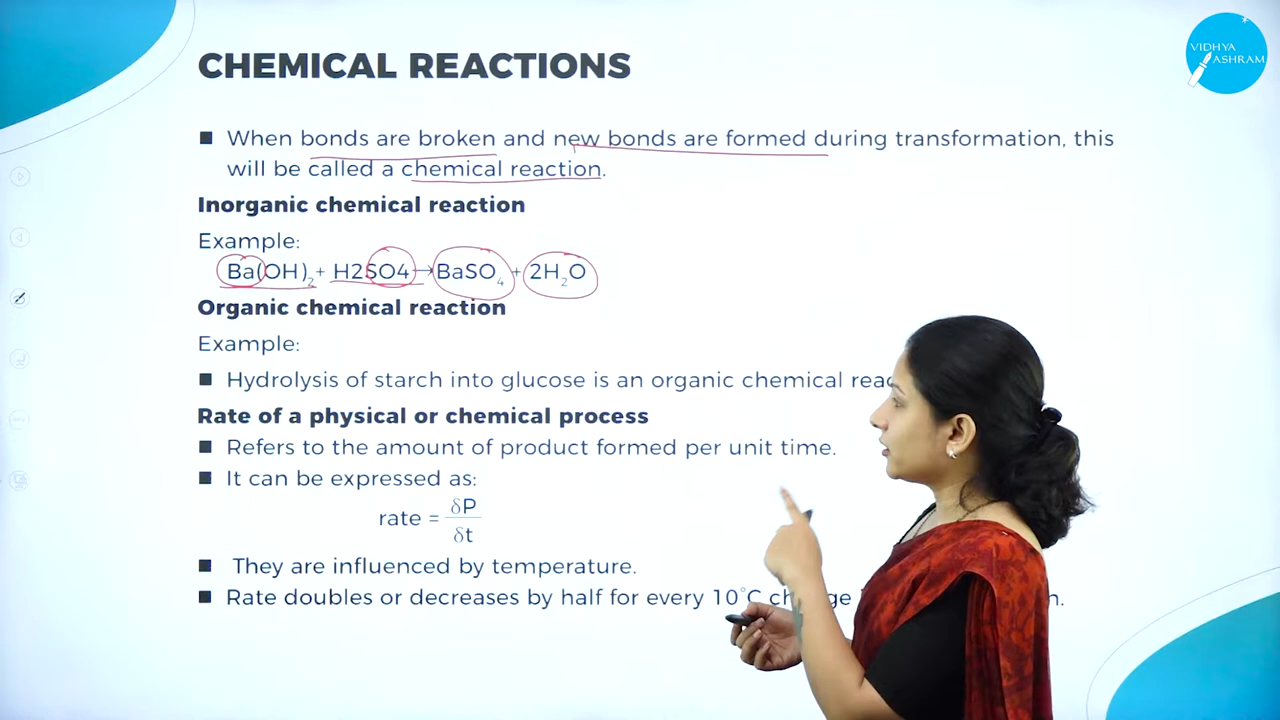 VIDHYA
ASHRAM
CHEMICAL REACTIONS
■ When bonds are broken and new bonds are formed during transformation, this
will be called a chemical reaction.
Inorganic chemical reaction
Example:
Ba(OH)₂ + H2SO4 → BaSO₄ + 2H₂O
Organic chemical reaction
Example:
■ Hydrolysis of starch into glucose is an organic chemical
Rate of a physical or chemical process
■ Refers to the amount of product formed per unit time.
■ It can be expressed as:
rate = δP/δt
■ They are influenced by temperature.
■ Rate doubles or decreases by half for every 10°C